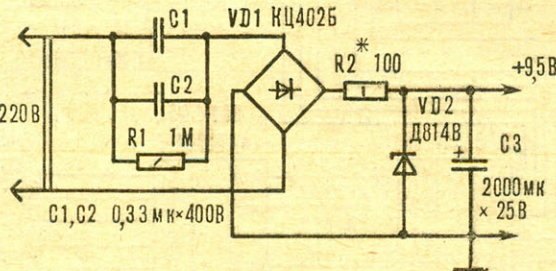 C1
VD1 КЦ402Б
R2* 100
+9,5В
C2
220В
VD2
Д814В
R1 1М
+
C3
2000мк
× 25В
C1,C2 0,33мк×400В